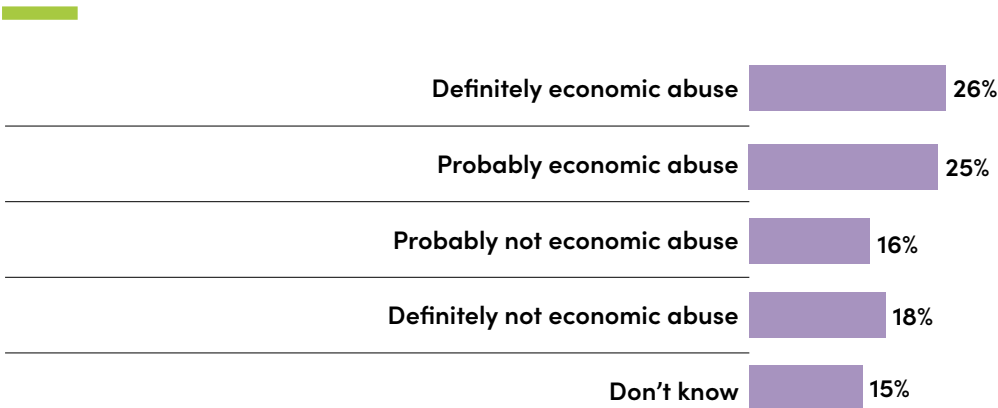 Definitely economic abuse 26%
Probably economic abuse 25%
Probably not economic abuse 16%
Definitely not economic abuse 18%
Don’t know 15%